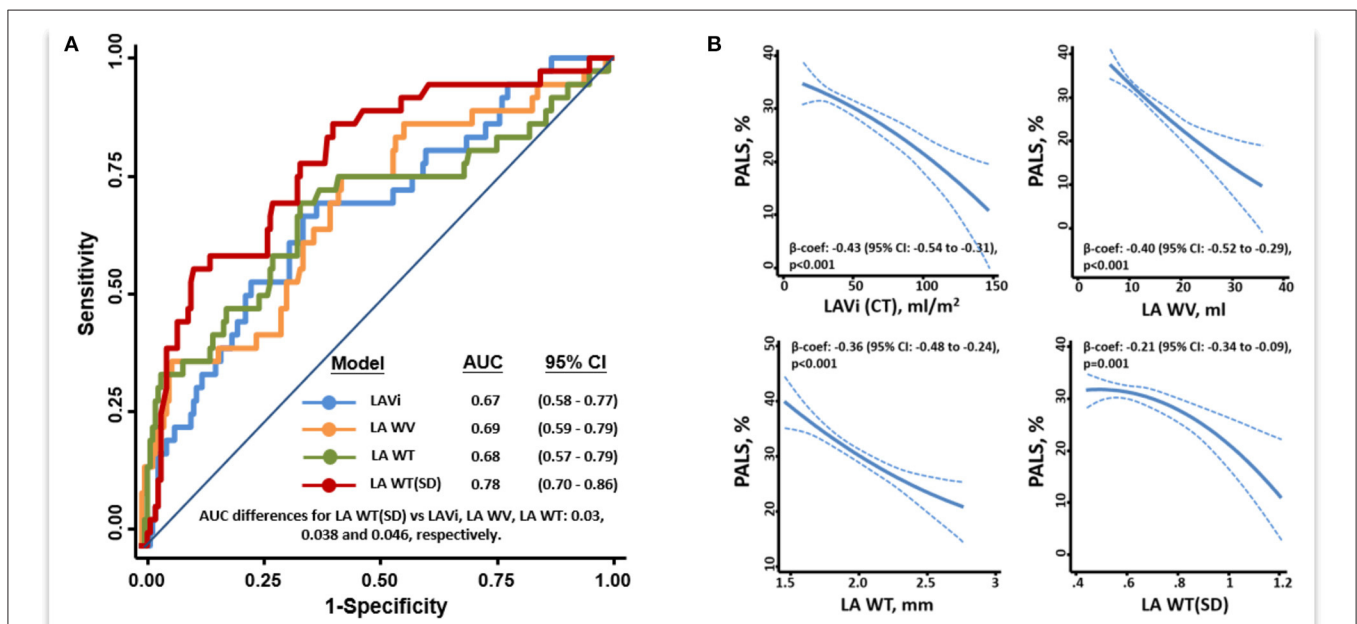 A
1.00
0.75
0.50
0.25
0.00
Sensitivity
Model AUC 95% CI
LAVi 0.67 (0.58 - 0.77)
LA WV 0.69 (0.59 - 0.79)
LA WT 0.68 (0.57 - 0.79)
LA WT(SD) 0.78 (0.70 - 0.86)
AUC differences for LA WT(SD) vs LAVi, LA WV, LA WT: 0.03,
0.038 and 0.046, respectively.
0.00 0.25 0.50 0.75 1.00
1-Specificity
B
40
30
20
10
0
PALS, %
β-coef: -0.43 (95% CI: -0.54 to -0.31),
p<0.001
0 50 100 150
LAVi (CT), ml/m²
40
30
20
10
0
PALS, %
β-coef: -0.40 (95% CI: -0.52 to -0.29),
p<0.001
0 10 20 30 40
LA WV, ml
50
40
30
20
10
PALS, %
β-coef: -0.36 (95% CI: -0.48 to -0.24),
p<0.001
1.5 2.0 2.5 3
LA WT, mm
40
30
20
10
0
PALS, %
β-coef: -0.21 (95% CI: -0.34 to -0.09),
p=0.001
.4 .6 .8 1 1.2
LA WT(SD)